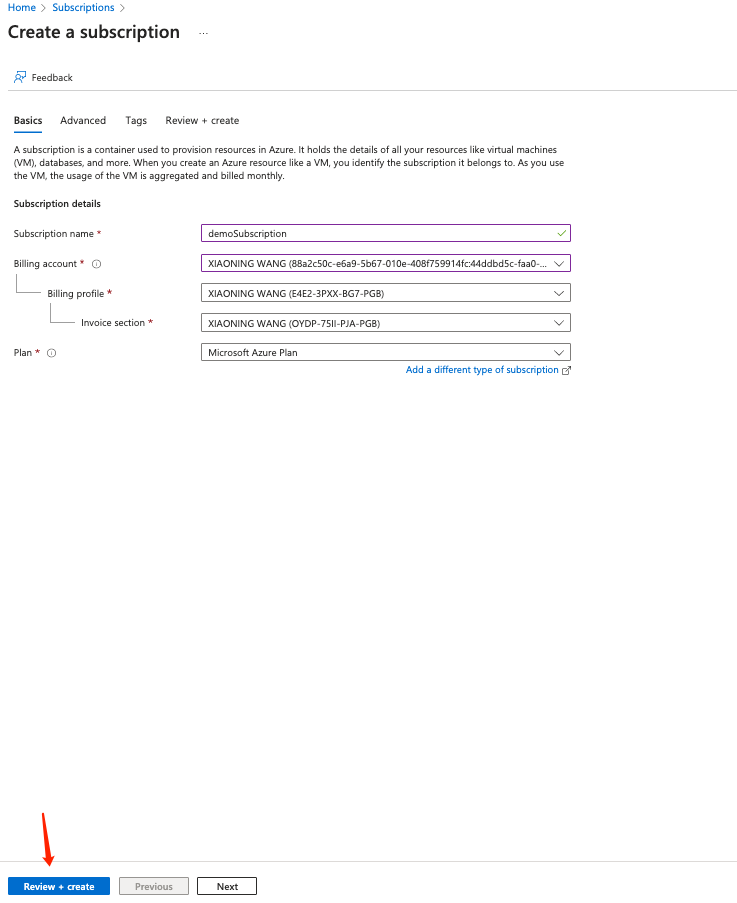 Home > Subscriptions >
Create a subscription ...
Feedback
Basics Advanced Tags Review + create
A subscription is a container used to provision resources in Azure. It holds the details of all your resources like virtual machines
(VM), databases, and more. When you create an Azure resource like a VM, you identify the subscription it belongs to. As you use
the VM, the usage of the VM is aggregated and billed monthly.
Subscription details
Subscription name * demoSubscription
Billing account * XIAONING WANG (88a2c50c-e6a9-5b67-010e-408f759914fc:44ddbd5c-faa0-...
Billing profile * XIAONING WANG (E4E2-3PXX-BG7-PGB)
Invoice section * XIAONING WANG (OYDP-75II-PJA-PGB)
Plan * Microsoft Azure Plan
Add a different type of subscription
Review + create Previous Next